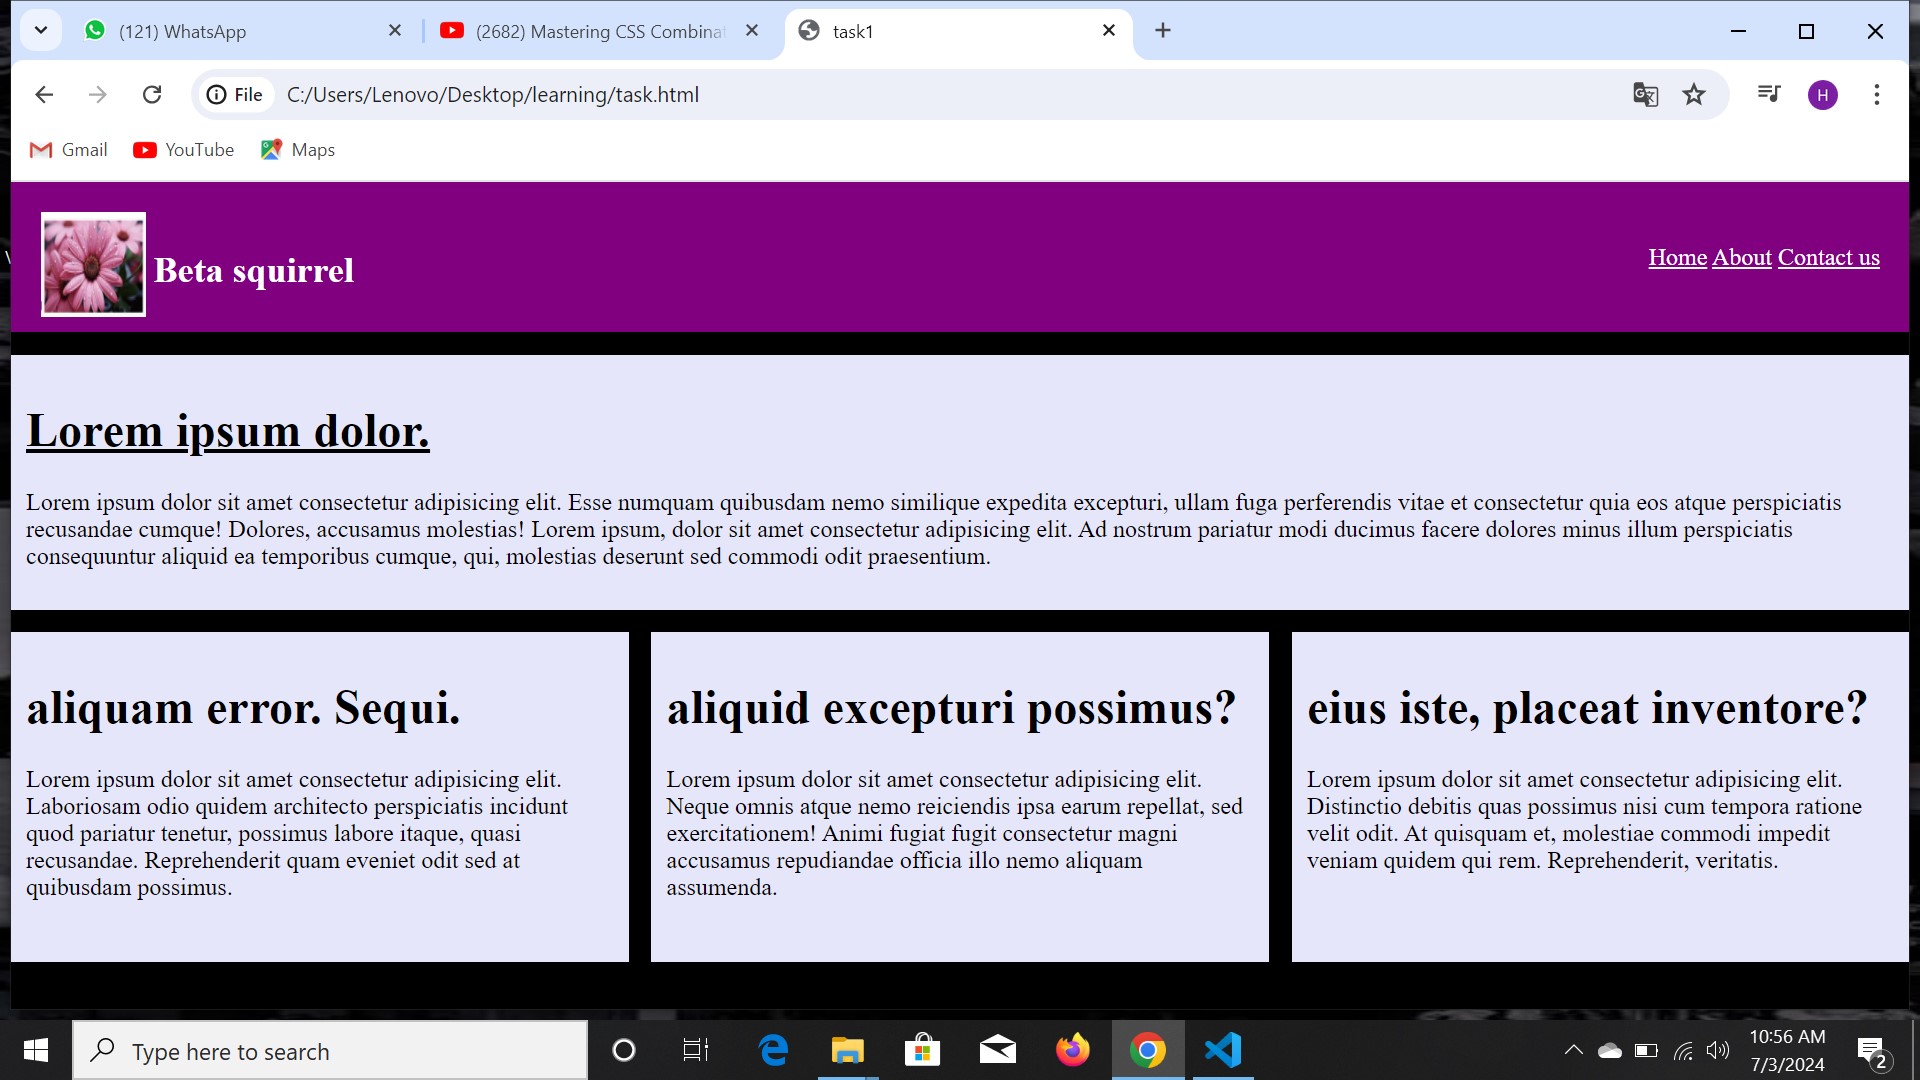 (121) WhatsApp
(2682) Mastering CSS Combina
task1
File
C:/Users/Lenovo/Desktop/learning/task.html
H
Gmail
YouTube
Maps
Beta squirrel
Home About Contact us
Lorem ipsum dolor.
Lorem ipsum dolor sit amet consectetur adipisicing elit. Esse numquam quibusdam nemo similique expedita excepturi, ullam fuga perferendis vitae et consectetur quia eos atque perspiciatis
recusandae cumque! Dolores, accusamus molestias! Lorem ipsum, dolor sit amet consectetur adipisicing elit. Ad nostrum pariatur modi ducimus facere dolores minus illum perspiciatis
consequuntur aliquid ea temporibus cumque, qui, molestias deserunt sed commodi odit praesentium.
aliquam error. Sequi.
Lorem ipsum dolor sit amet consectetur adipisicing elit.
Laboriosam odio quidem architecto perspiciatis incidunt
quod pariatur tenetur, possimus labore itaque, quasi
recusandae. Reprehenderit quam eveniet odit sed at
quibusdam possimus.
aliquid excepturi possimus?
Lorem ipsum dolor sit amet consectetur adipisicing elit.
Neque omnis atque nemo reiciendis ipsa earum repellat, sed
exercitationem! Animi fugiat fugit consectetur magni
accusamus repudiandae officia illo nemo aliquam
assumenda.
eius iste, placeat inventore?
Lorem ipsum dolor sit amet consectetur adipisicing elit.
Distinctio debitis quas possimus nisi cum tempora ratione
velit odit. At quisquam et, molestiae commodi impedit
veniam quidem qui rem. Reprehenderit, veritatis.
Type here to search
10:56 AM
7/3/2024
2